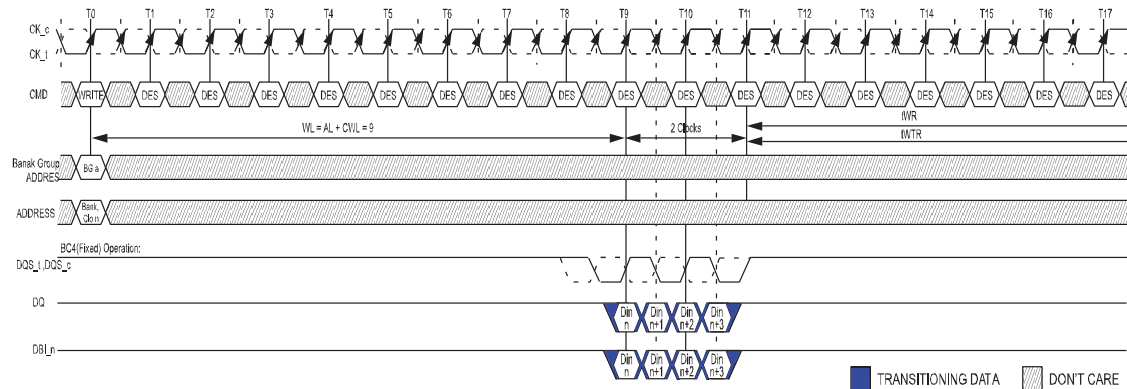 T0 T1 T2 T3 T4 T5 T6 T7 T8 T9 T10 T11 T12 T13 T14 T15 T16 T17
CK_c
CK_t
CMD WRITE DES DES DES DES DES DES DES DES DES DES DES DES DES DES DES DES DES
tWR
WL = AL + CWL = 9 2 Clocks
tWTR
Banak Group
ADDRES
BG a
ADDRESS
Bank,
Clo n
BC4(Fixed) Operation:
DQS_t ,DQS_c
DQ
Din Din Din Din
n n+1 n+2 n+3
DBI_n
Din Din Din Din
n n+1 n+2 n+3
TRANSITIONING DATA DON'T CARE